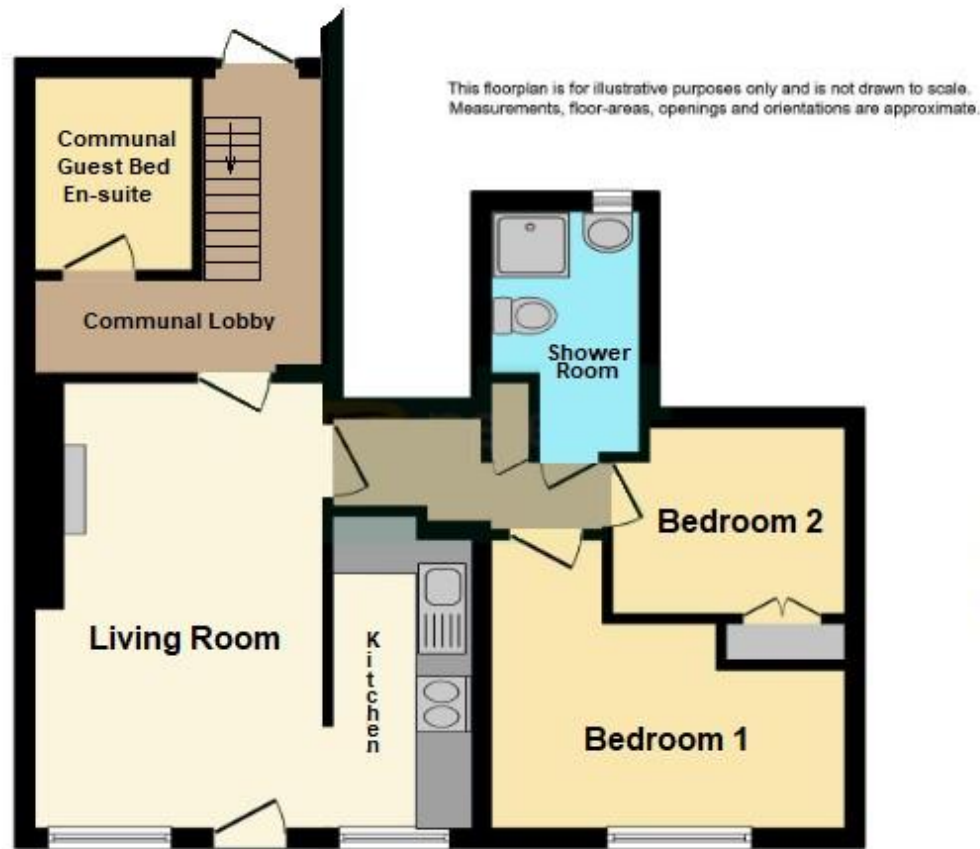 This floorplan is for illustrative purposes only and is not drawn to scale.
Measurements, floor-areas, openings and orientations are approximate.
Communal
Guest Bed
En-suite
Communal Lobby
Shower
Room
Bedroom 2
Living Room
Kitchen
Bedroom 1